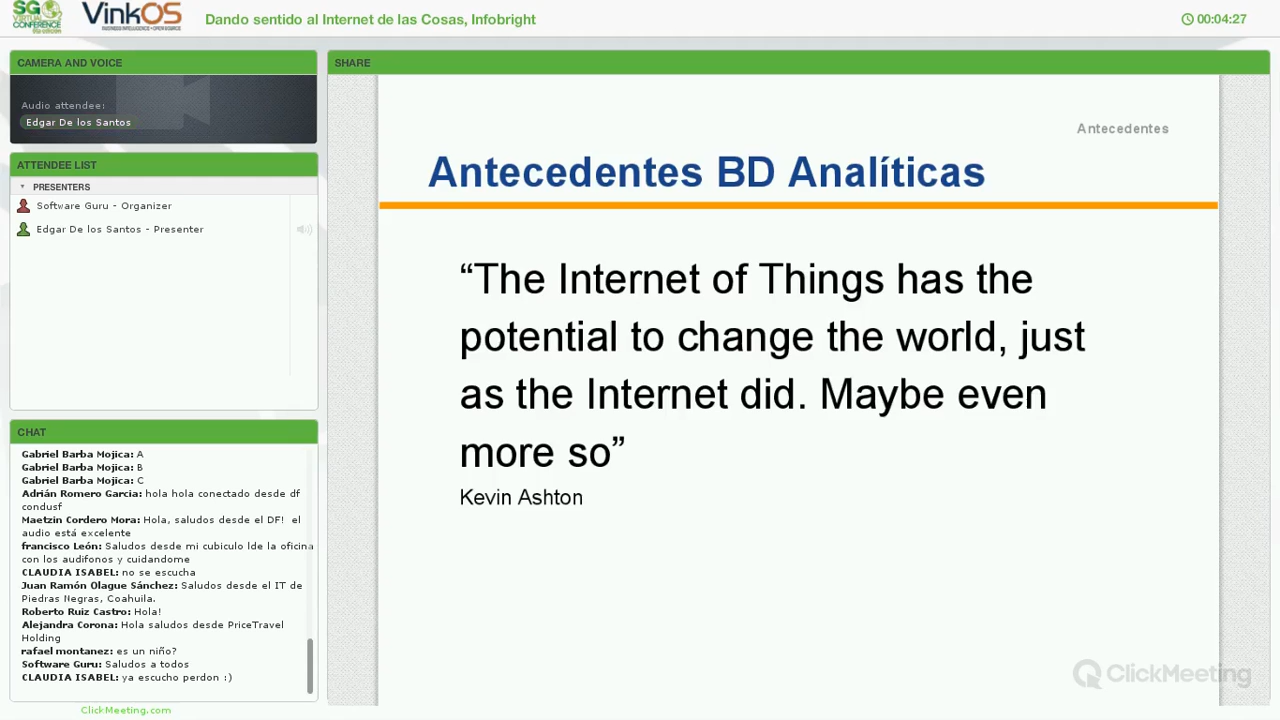 SG
VIRTUAL
CONFERENCE
VinkOS
BUSINESS INTELLIGENCE - OPEN SOURCE
Dando sentido al Internet de las Cosas, Infobright
00:04:27
CAMERA AND VOICE
Audio attendee:
Edgar De los Santos
ATTENDEE LIST
PRESENTERS
Software Guru - Organizer
Edgar De los Santos - Presenter
CHAT
Gabriel Barba Mojica: A
Gabriel Barba Mojica: B
Gabriel Barba Mojica: C
Adrián Romero Garcia: hola hola conectado desde df
condusf
Maetzin Cordero Mora: Hola, saludos desde el DF! el
audio está excelente
francisco León: Saludos desde mi cubiculo lde la oficina
con los audifonos y cuidandome
CLAUDIA ISABEL: no se escucha
Juan Ramón Olague Sánchez: Saludos desde el IT de
Piedras Negras, Coahuila.
Roberto Ruiz Castro: Hola!
Alejandra Corona: Hola saludos desde PriceTravel
Holding
rafael montanez: es un niño?
Software Guru: Saludos a todos
CLAUDIA ISABEL: ya escucho perdon :)
ClickMeeting.com
SHARE
Antecedentes
Antecedentes BD Analíticas
“The Internet of Things has the
potential to change the world, just
as the Internet did. Maybe even
more so”
Kevin Ashton
ClickMeeting